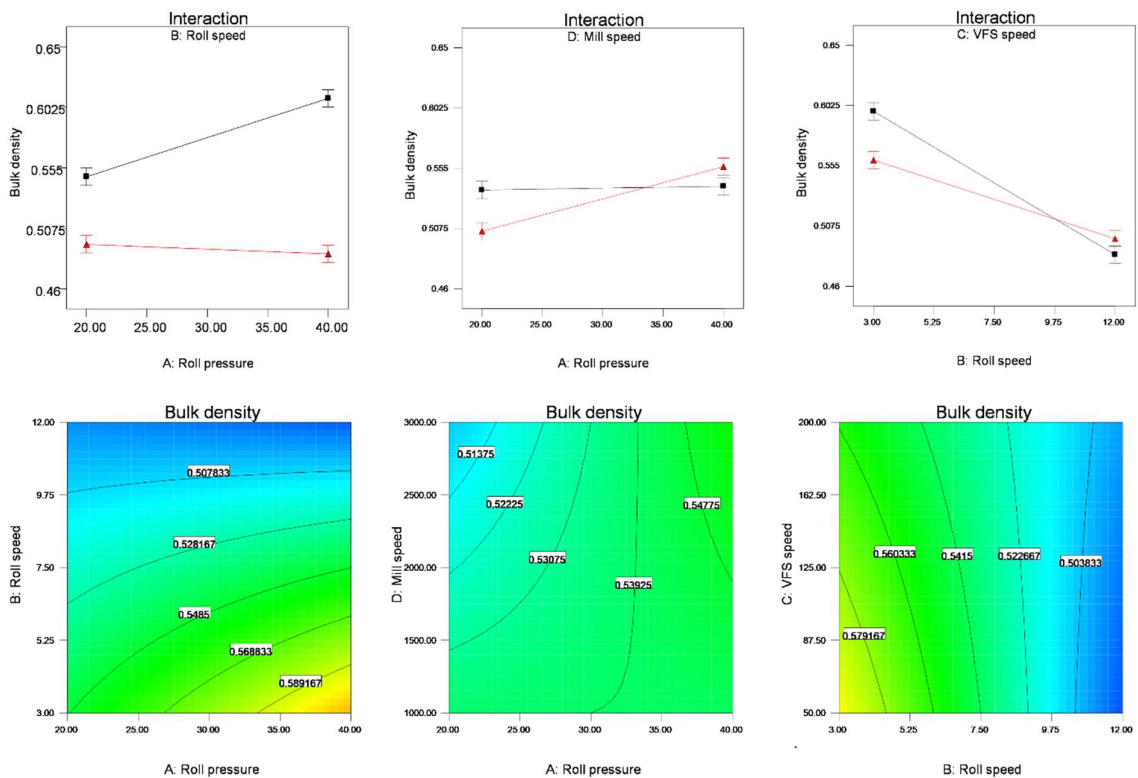 Interaction
B: Roll speed
0.65
0.6025
0.555
0.5075
0.46
Bulk density
20.00 25.00 30.00 35.00 40.00
A: Roll pressure
Interaction
D: Mill speed
0.65
0.6025
0.555
0.5075
0.46
Bulk density
20.00 25.00 30.00 35.00 40.00
A: Roll pressure
Interaction
C: VFS speed
0.65
0.6025
0.555
0.5075
0.46
Bulk density
3.00 5.25 7.50 9.75 12.00
B: Roll speed
Bulk density
12.00
9.75
7.50
5.25
3.00
B: Roll speed
0.507833
0.528167
0.5485
0.568833
0.589167
20.00 25.00 30.00 35.00 40.00
A: Roll pressure
Bulk density
3000.00
2500.00
2000.00
1500.00
1000.00
D: Mill speed
0.51375
0.52225
0.53075
0.53925
0.54775
20.00 25.00 30.00 35.00 40.00
A: Roll pressure
Bulk density
200.00
162.50
125.00
87.50
50.00
C: VFS speed
0.579167
0.560333
0.5415
0.522667
0.503833
3.00 5.25 7.50 9.75 12.00
B: Roll speed